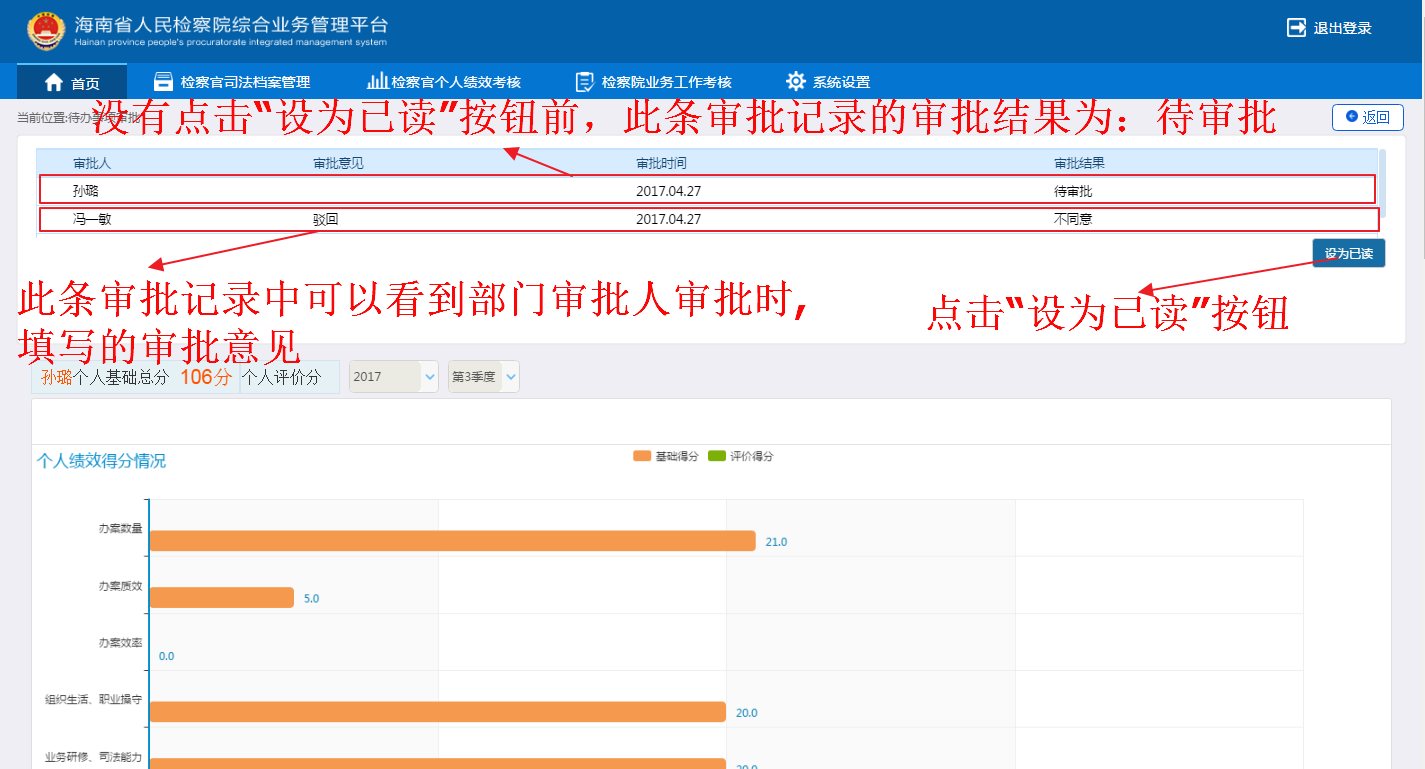 海南省人民检察院综合业务管理平台
Hainan province people's procuratorate integrated management system
退出登录
首页 检察官司法档案管理 检察官个人绩效考核 检察院业务工作考核 系统设置
没有点击“设为已读”按钮前，此条审批记录的审批结果为：待审批
当前位置:待办事项审批
返回
审批人 审批意见 审批时间 审批结果
孙璐 2017.04.27 待审批
冯一敏 驳回 2017.04.27 不同意
设为已读
此条审批记录中可以看到部门审批人审批时,
填写的审批意见
点击“设为已读”按钮
孙璐个人基础总分 106分 个人评价分 2017 第3季度
个人绩效得分情况 基础得分 评价得分
办案数量 21.0
办案质效 5.0
办案效率 0.0
组织生活、职业操守 20.0
业务研修、司法能力 20.0